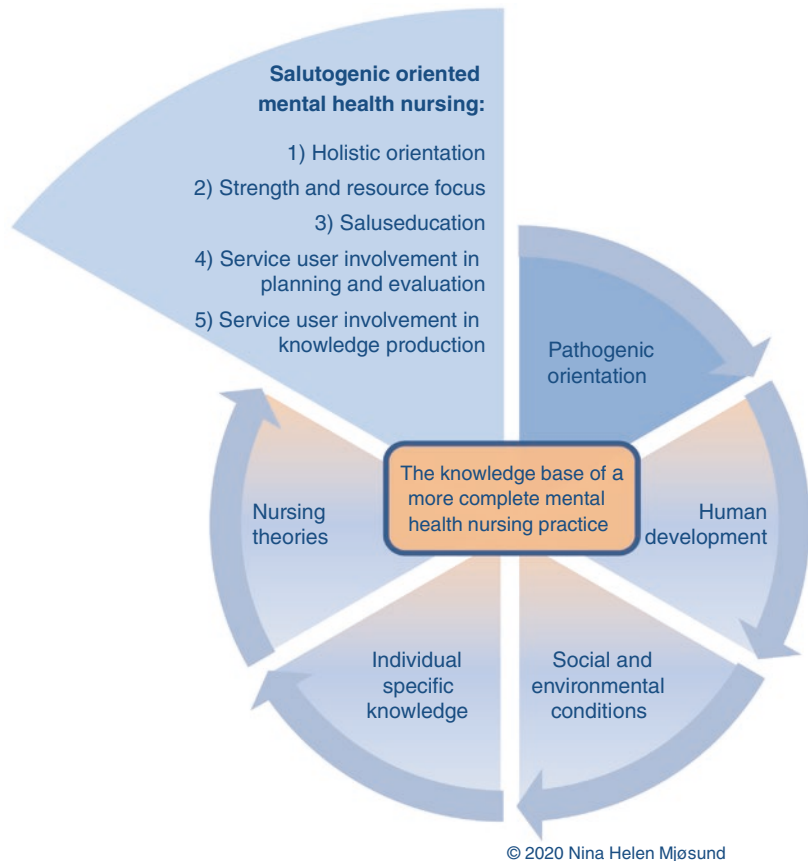 Salutogenic oriented
mental health nursing:
1) Holistic orientation
2) Strength and resource focus
3) Saluseducation
4) Service user involvement in
planning and evaluation
5) Service user involvement in
knowledge production
Pathogenic
orientation
The knowledge base of a
more complete mental
health nursing practice
Nursing
theories
Human
development
Individual
specific
knowledge
Social and
environmental
conditions
© 2020 Nina Helen Mjøsund